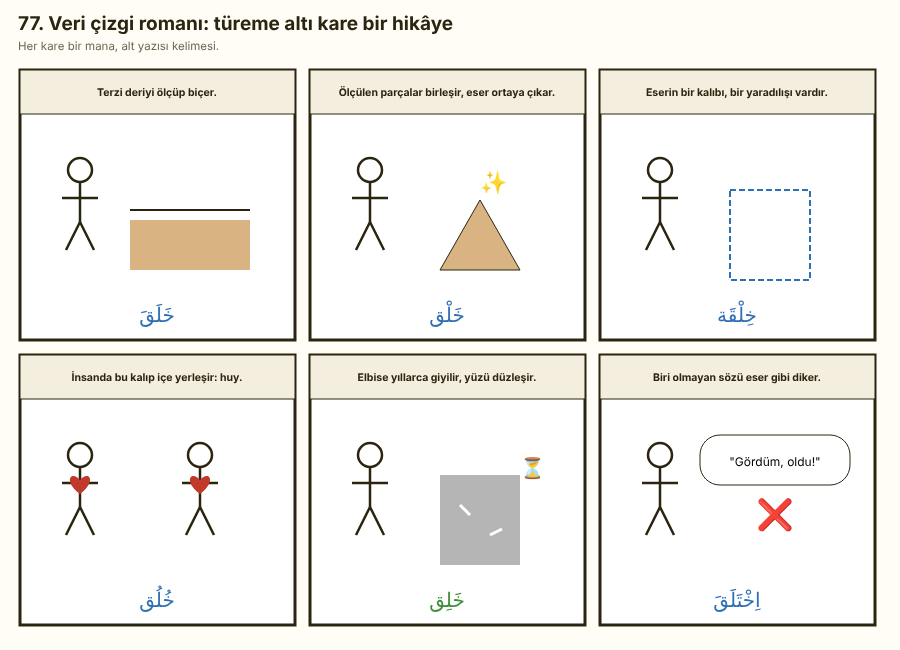 77. Veri çizgi romanı: türeme altı kare bir hikâye
Her kare bir mana, alt yazısı kelimesi.
Terzi deriyi ölçüp biçer.
خَلَقَ
Ölçülen parçalar birleşir, eser ortaya çıkar.
خَلْق
Eserin bir kalıbı, bir yaradılışı vardır.
خِلْقَة
İnsanda bu kalıp içe yerleşir: huy.
خُلُق
Elbise yıllarca giyilir, yüzü düzleşir.
خَلِق
Biri olmayan sözü eser gibi diker.
"Gördüm, oldu!"
اِخْتَلَقَ